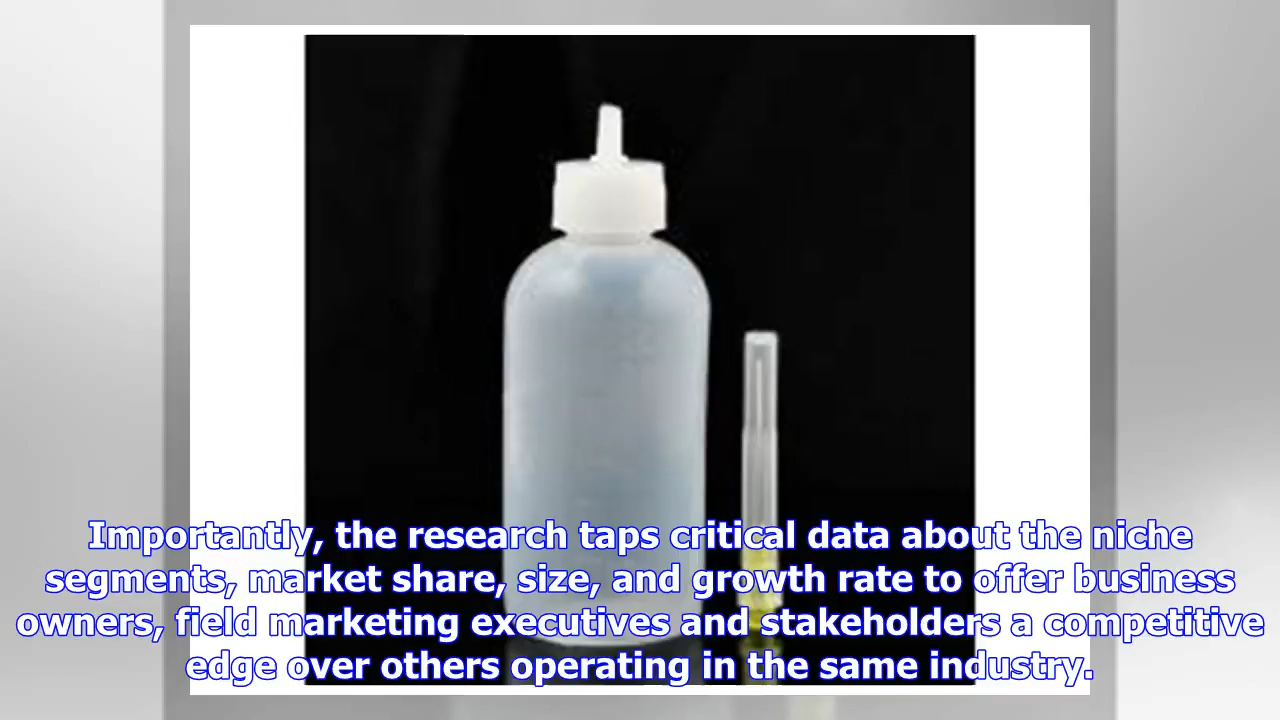 Importantly, the research taps critical data about the niche
segments, market share, size, and growth rate to offer business
owners, field marketing executives and stakeholders a competitive
edge over others operating in the same industry.